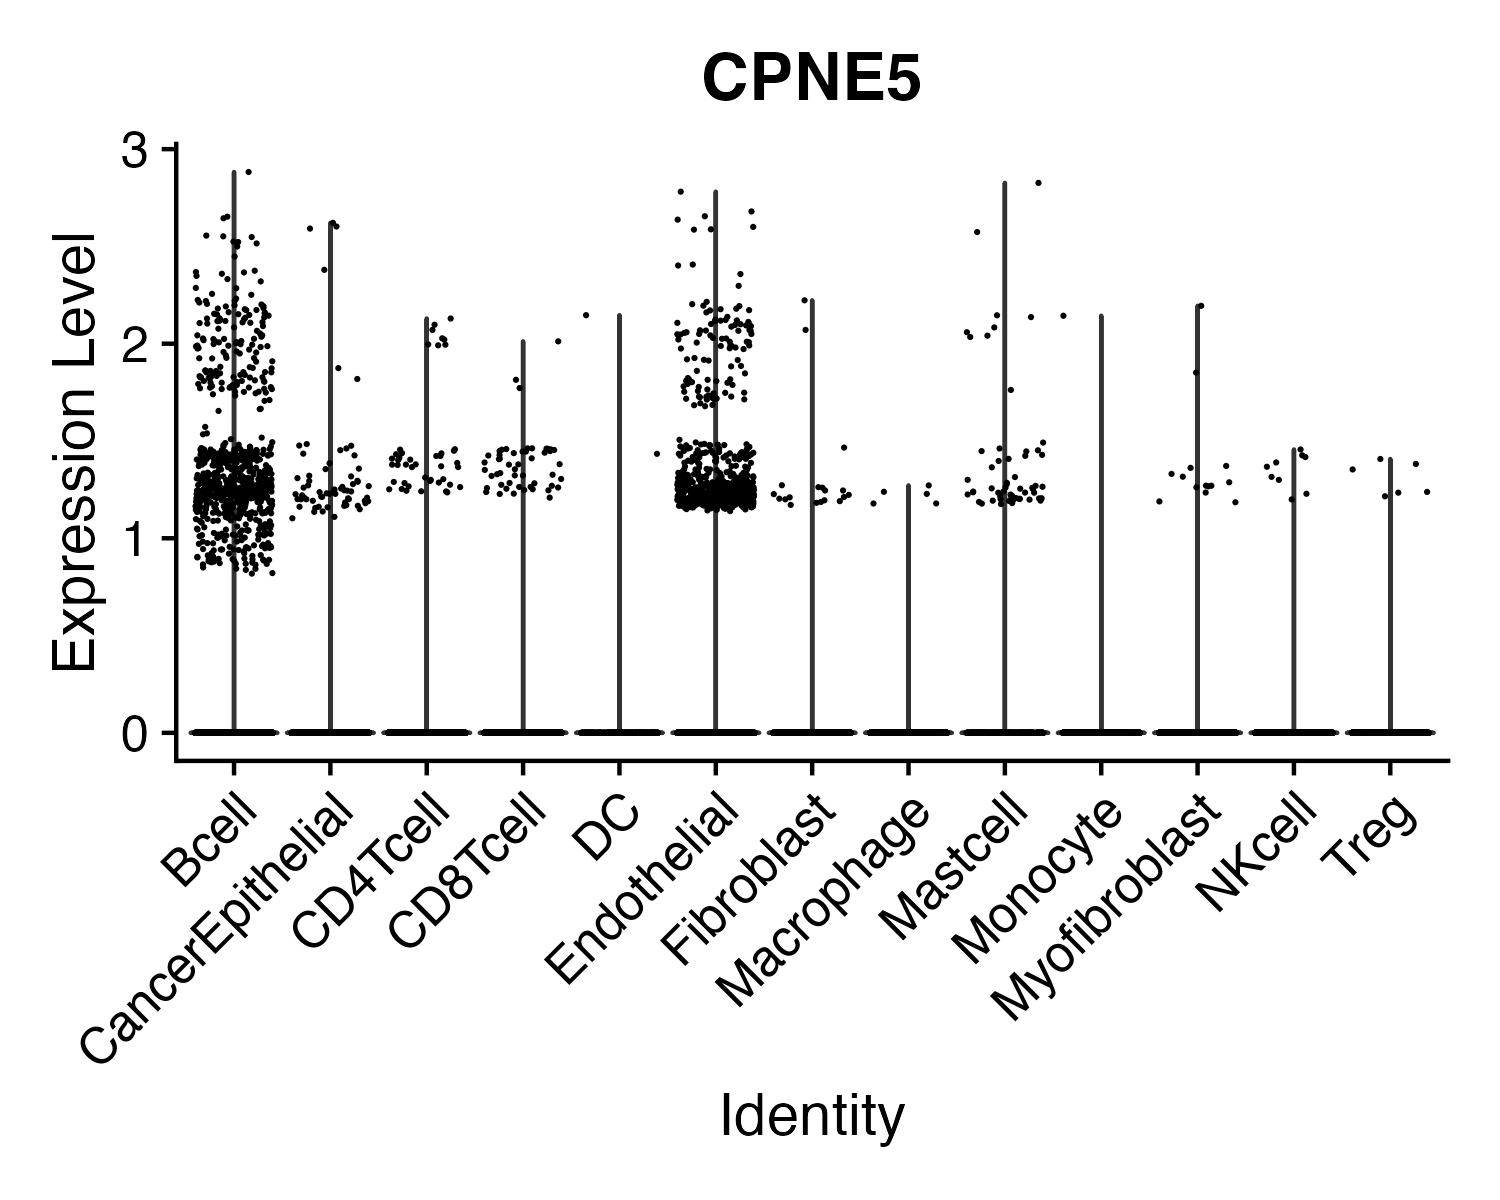 CPNE5
Expression Level
3
2
1
0
Bcell
CancerEpithelial
CD4Tcell
CD8Tcell
DC
Endothelial
Fibroblast
Macrophage
Mastcell
Monocyte
Myofibroblast
NKcell
Treg
Identity